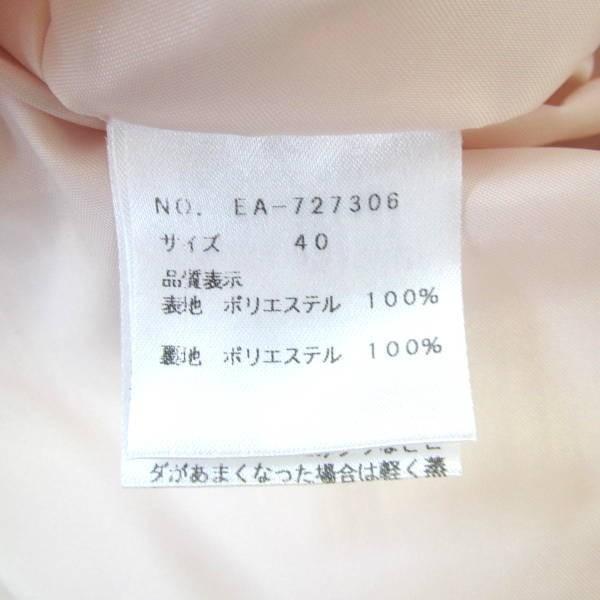 NO. EA-727306
サイズ 40
品質表示
表地 ポリエステル 100%
裏地 ポリエステル 100%
ダがあまくなった場合は軽く蒸